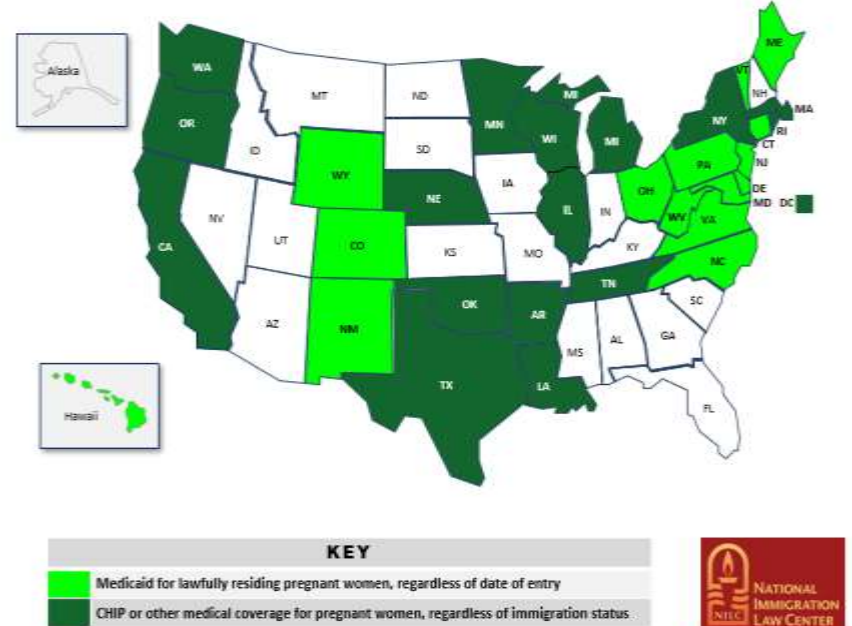 Alaska
WA
OR
CA
MT
ID
WY
NV
UT
CO
AZ
NM
ND
SD
NE
KS
OK
TX
MN
IA
MO
AR
LA
WI
IL
MI
MI
IN
OH
KY
TN
MS
AL
GA
FL
SC
NC
VA
WV
PA
NY
VT
NH
ME
MA
RI
CT
NJ
DE
MD DC
Hawaii
KEY
Medicaid for lawfully residing pregnant women, regardless of date of entry
CHIP or other medical coverage for pregnant women, regardless of immigration status
NILC
NATIONAL
IMMIGRATION
LAW CENTER